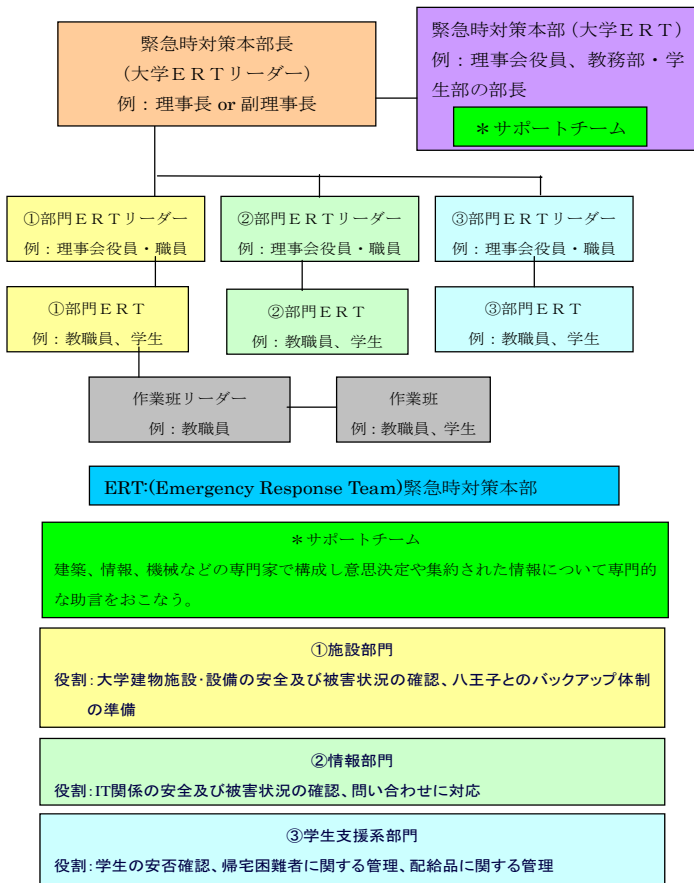 緊急時対策本部長
(大学ＥＲＴリーダー)
例：理事長 or 副理事長
緊急時対策本部（大学ＥＲＴ）
例：理事会役員、教務部・学
生部の部長
＊サポートチーム
①部門ＥＲＴリーダー
例：理事会役員・職員
②部門ＥＲＴリーダー
例：理事会役員・職員
③部門ＥＲＴリーダー
例：理事会役員・職員
①部門ＥＲＴ
例：教職員、学生
②部門ＥＲＴ
例：教職員、学生
③部門ＥＲＴ
例：教職員、学生
作業班リーダー
例：教職員
作業班
例：教職員、学生
ERT:(Emergency Response Team)緊急時対策本部
＊サポートチーム
建築、情報、機械などの専門家で構成し意思決定や集約された情報について専門的
な助言をおこなう。
①施設部門
役割：大学建物施設・設備の安全及び被害状況の確認、八王子とのバックアップ体制
の準備
②情報部門
役割：IT関係の安全及び被害状況の確認、問い合わせに対応
③学生支援系部門
役割：学生の安否確認、帰宅困難者に関する管理、配給品に関する管理